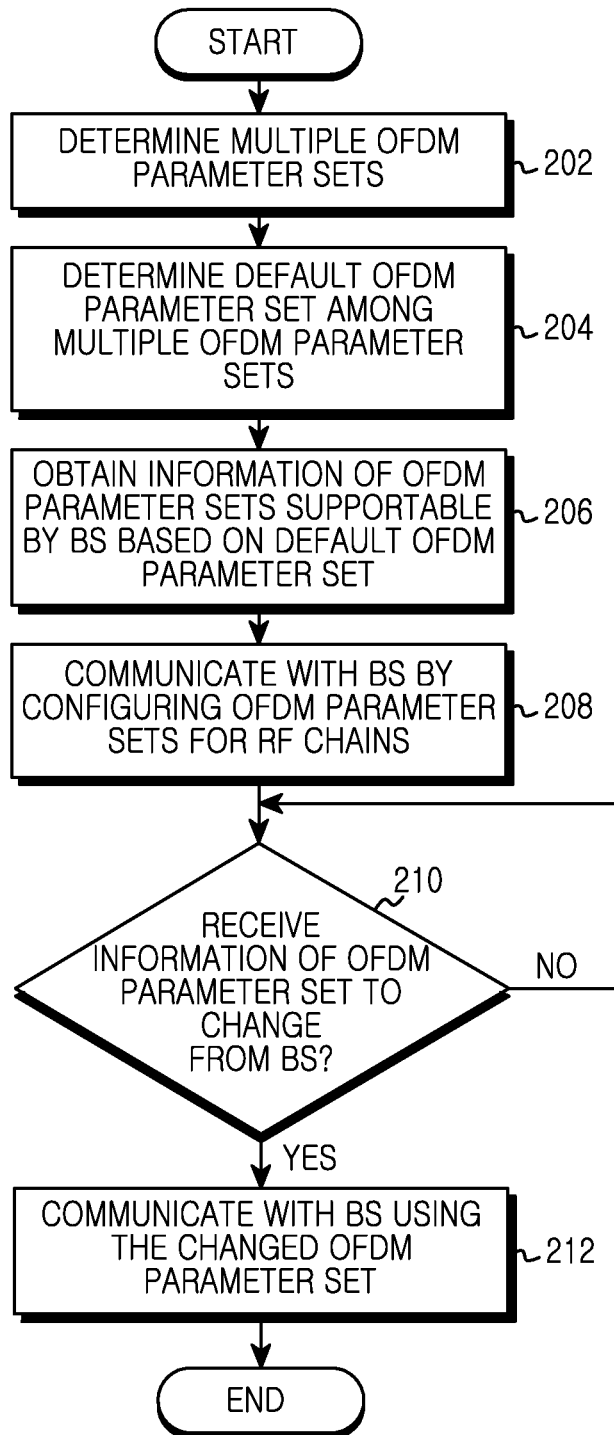 START
DETERMINE MULTIPLE OFDM
PARAMETER SETS
202
DETERMINE DEFAULT OFDM
PARAMETER SET AMONG
MULTIPLE OFDM PARAMETER
SETS
204
OBTAIN INFORMATION OF OFDM
PARAMETER SETS SUPPORTABLE
BY BS BASED ON DEFAULT OFDM
PARAMETER SET
206
COMMUNICATE WITH BS BY
CONFIGURING OFDM PARAMETER
SETS FOR RF CHAINS
208
210
RECEIVE
INFORMATION OF OFDM
PARAMETER SET TO
CHANGE
FROM BS?
NO
YES
COMMUNICATE WITH BS USING
THE CHANGED OFDM
PARAMETER SET
212
END